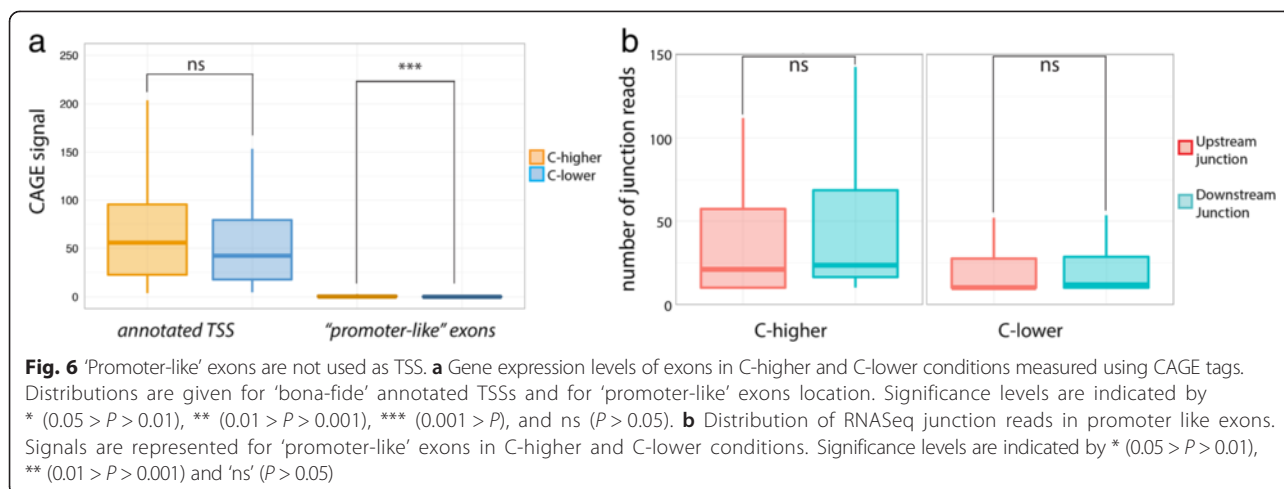 a
250
200
150
100
50
0
CAGE signal
ns
***
C-higher
C-lower
annotated TSS
"promoter-like" exons
b
150
100
50
0
number of junction reads
ns
ns
Upstream
junction
Downstream
Junction
C-higher
C-lower
Fig. 6 'Promoter-like' exons are not used as TSS. a Gene expression levels of exons in C-higher and C-lower conditions measured using CAGE tags.
Distributions are given for 'bona-fide' annotated TSSs and for 'promoter-like' exons location. Significance levels are indicated by
* (0.05 > P > 0.01), ** (0.01 > P > 0.001), *** (0.001 > P), and ns (P > 0.05). b Distribution of RNASeq junction reads in promoter like exons.
Signals are represented for 'promoter-like' exons in C-higher and C-lower conditions. Significance levels are indicated by * (0.05 > P > 0.01),
** (0.01 > P > 0.001) and 'ns' (P > 0.05)